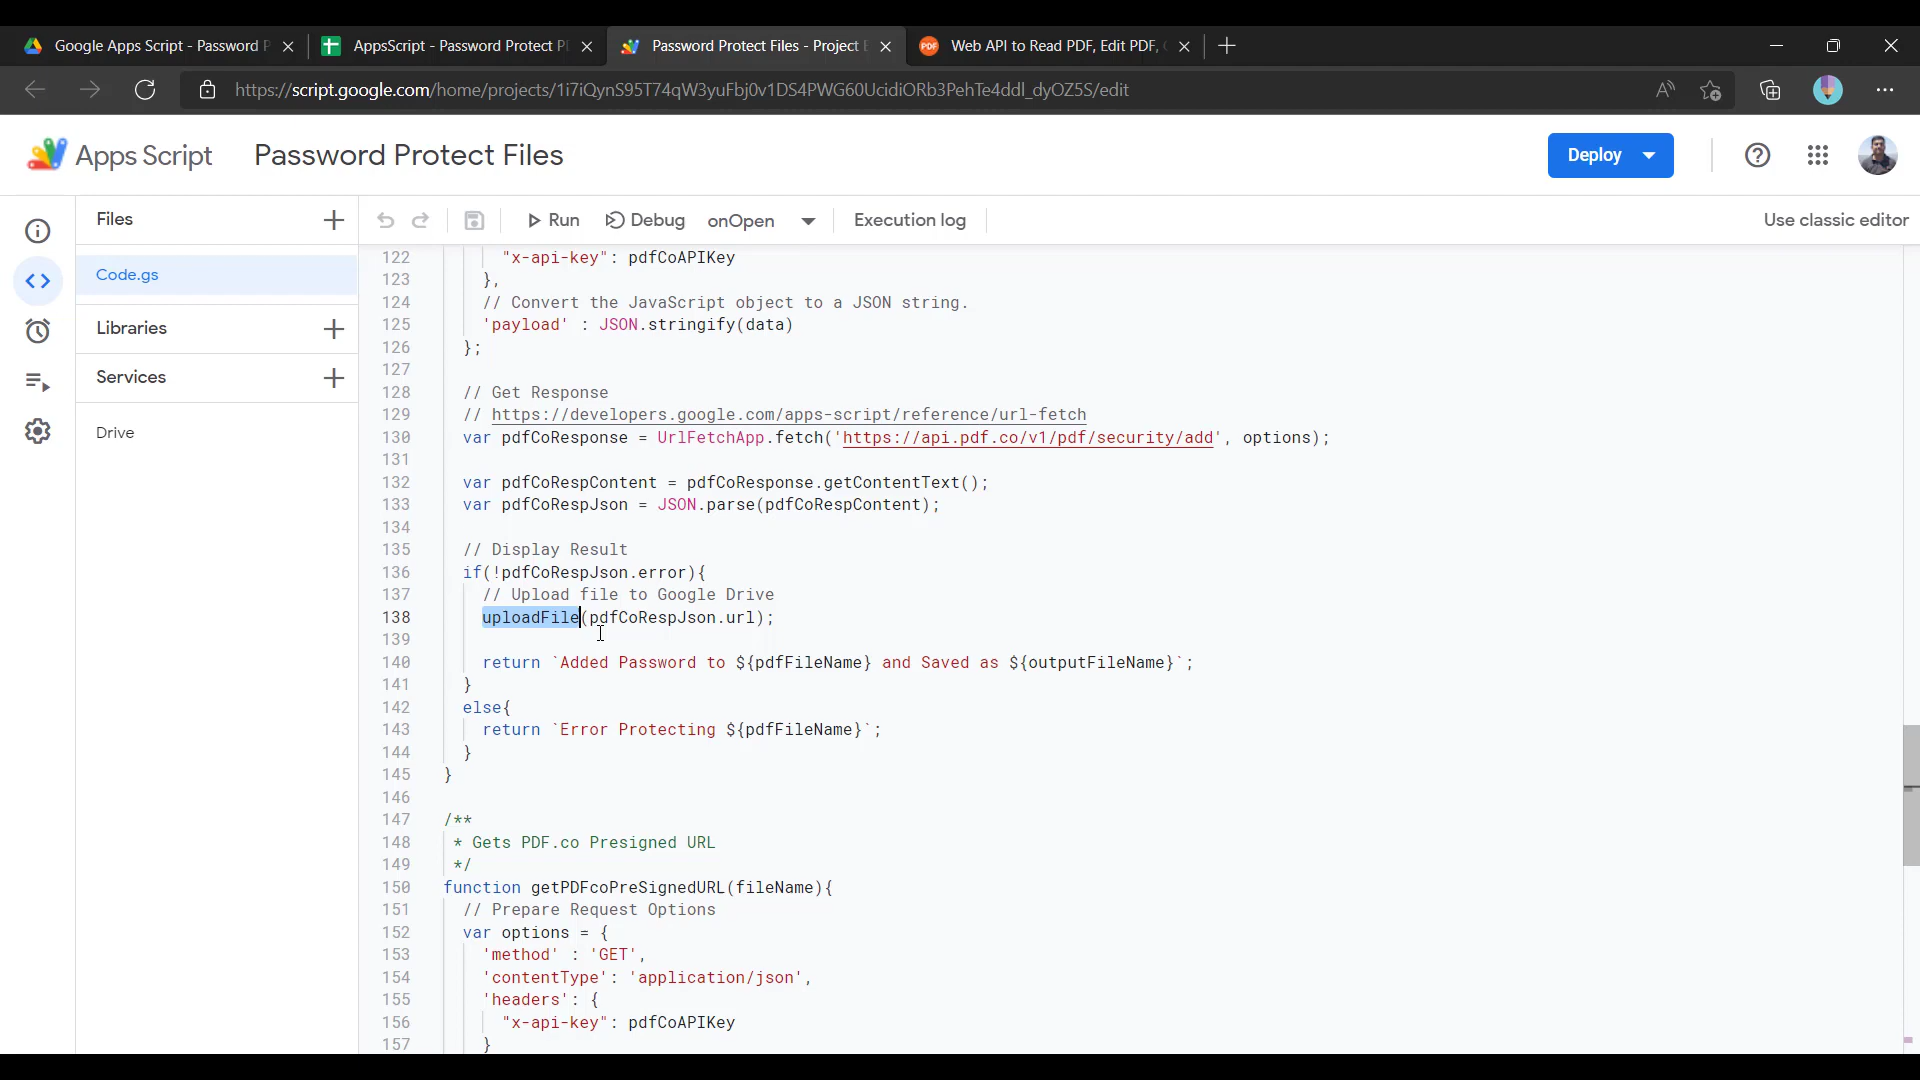 Google Apps Script - Password P
AppsScript - Password Protect P
Password Protect Files - Project E
PDF
Web API to Read PDF, Edit PDF,
https://script.google.com/home/projects/1i7iQynS95T74qW3yuFbj0v1DS4PWG60UcidiORb3PehTe4ddl_dyOZ5S/edit
Apps Script
Password Protect Files
Deploy
Files
Run
Debug
onOpen
Execution log
Use classic editor
Code.gs
Libraries
Services
Drive
122 "x-api-key": pdfCoAPIKey
123 },
124 // Convert the JavaScript object to a JSON string.
125 'payload' : JSON.stringify(data)
126 };
127
128 // Get Response
129 // https://developers.google.com/apps-script/reference/url-fetch
130 var pdfCoResponse = UrlFetchApp.fetch('https://api.pdf.co/v1/pdf/security/add', options);
131
132 var pdfCoRespContent = pdfCoResponse.getContentText();
133 var pdfCoRespJson = JSON.parse(pdfCoRespContent);
134
135 // Display Result
136 if(!pdfCoRespJson.error){
137 // Upload file to Google Drive
138 uploadFile(pdfCoRespJson.url);
139
140 return `Added Password to ${pdfFileName} and Saved as ${outputFileName}`;
141 }
142 else{
143 return `Error Protecting ${pdfFileName}`;
144 }
145 }
146
147 /**
148 * Gets PDF.co Presigned URL
149 */
150 function getPDFcoPreSignedURL(fileName){
151 // Prepare Request Options
152 var options = {
153 'method' : 'GET',
154 'contentType': 'application/json',
155 'headers': {
156 "x-api-key": pdfCoAPIKey
157 }